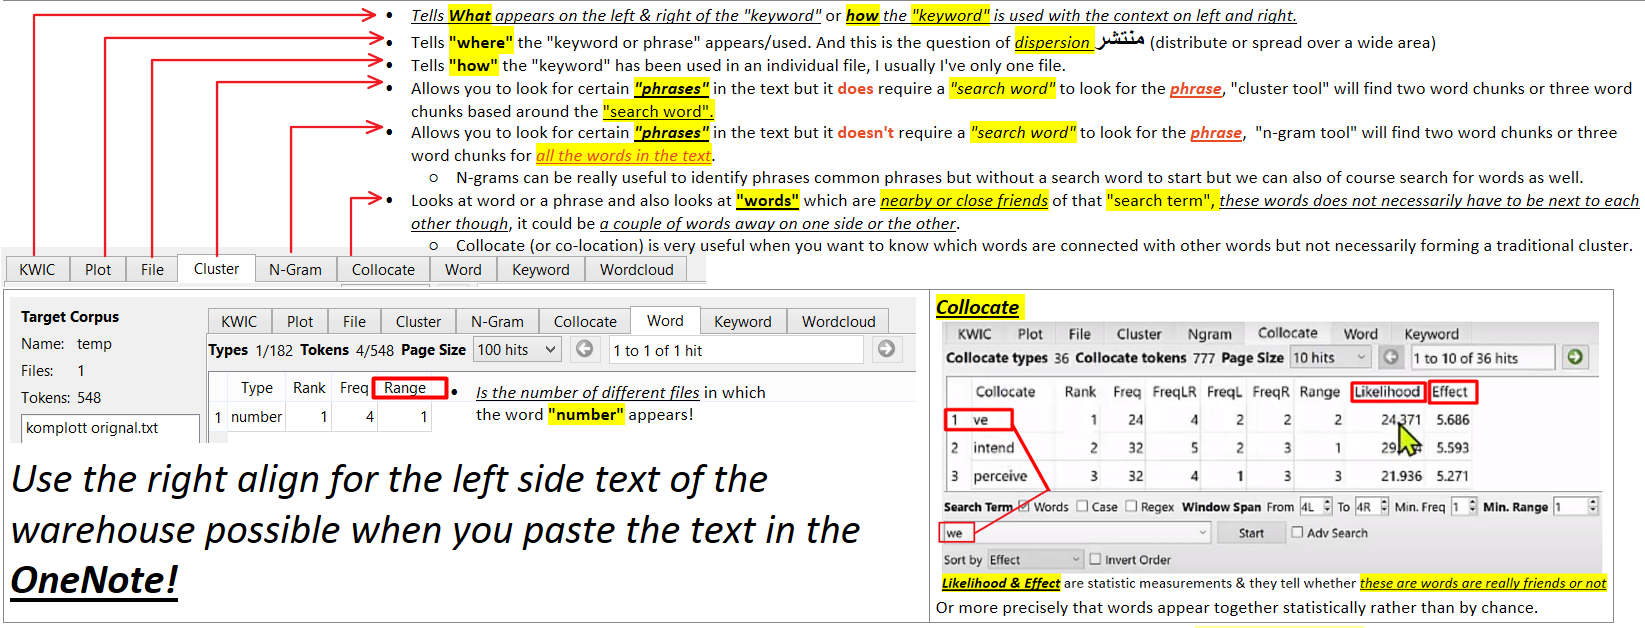 Tells What appears on the left & right of the "keyword" or how the "keyword" is used with the context on left and right.
Tells "where" the "keyword or phrase" appears/used. And this is the question of dispersion منتشر (distribute or spread over a wide area)
Tells "how" the "keyword" has been used in an individual file, I usually I've only one file.
Allows you to look for certain "phrases" in the text but it does require a "search word" to look for the phrase, "cluster tool" will find two word chunks or three word
chunks based around the "search word".
Allows you to look for certain "phrases" in the text but it doesn't require a "search word" to look for the phrase, "n-gram tool" will find two word chunks or three
word chunks for all the words in the text.
N-grams can be really useful to identify phrases common phrases but without a search word to start but we can also of course search for words as well.
Looks at word or a phrase and also looks at "words" which are nearby or close friends of that "search term", these words does not necessarily have to be next to each
other though, it could be a couple of words away on one side or the other.
Collocate (or co-location) is very useful when you want to know which words are connected with other words but not necessarily forming a traditional cluster.
KWIC Plot File Cluster N-Gram Collocate Word Keyword Wordcloud
Target Corpus
Name: temp
Files: 1
Tokens: 548
komplott orignal.txt
KWIC Plot File Cluster N-Gram Collocate Word Keyword Wordcloud
Types 1/182 Tokens 4/548 Page Size 100 hits 1 to 1 of 1 hit
Type Rank Freq Range
1 number 1 4 1
Is the number of different files in which
the word "number" appears!
Use the right align for the left side text of the
warehouse possible when you paste the text in the
OneNote!
Collocate
KWIC Plot File Cluster Ngram Collocate Word Keyword
Collocate types 36 Collocate tokens 777 Page Size 10 hits 1 to 10 of 36 hits
Collocate Rank Freq FreqLR FreqL FreqR Range Likelihood Effect
1 ve 1 24 4 2 2 2 24.371 5.686
2 intend 2 32 5 2 3 1 29. 5.593
3 perceive 3 32 4 1 3 3 21.936 5.271
Search Term Words Case Regex Window Span From 4L To 4R Min. Freq 1 Min. Range 1
we Start Adv Search
Sort by Effect Invert Order
Likelihood & Effect are statistic measurements & they tell whether these are words are really friends or not
Or more precisely that words appear together statistically rather than by chance.